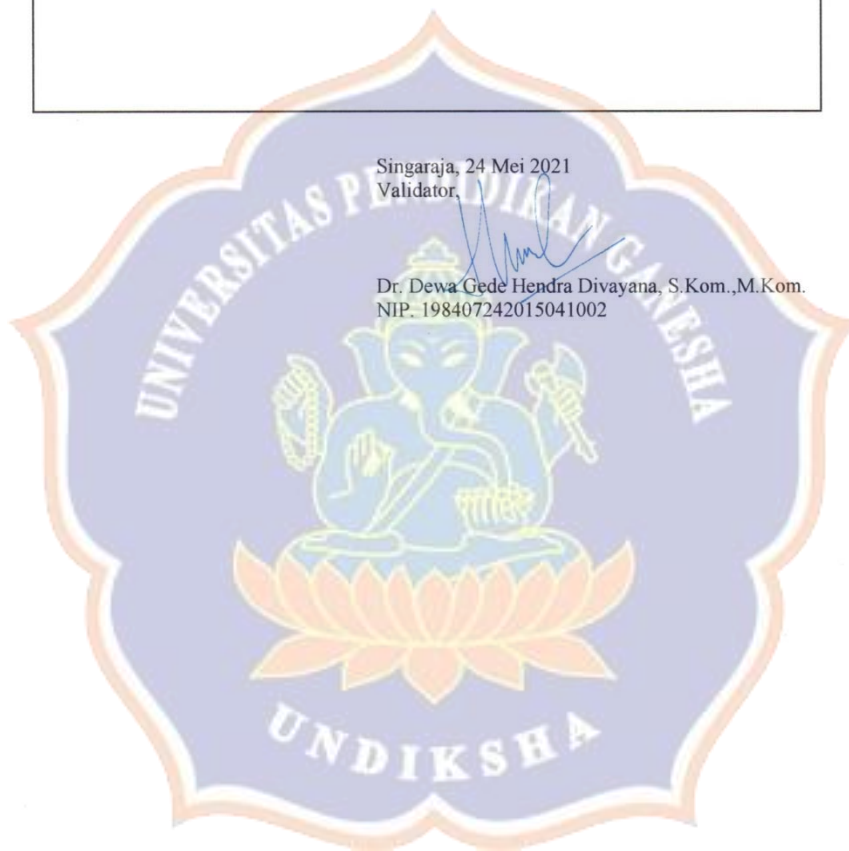 Singaraja, 24 Mei 2021
Validator,
Dr. Dewa Gede Hendra Divayana, S.Kom.,M.Kom.
NIP. 198407242015041002
UNIVERSITAS PENDIDIKAN GANESHA
UNDIKSHA